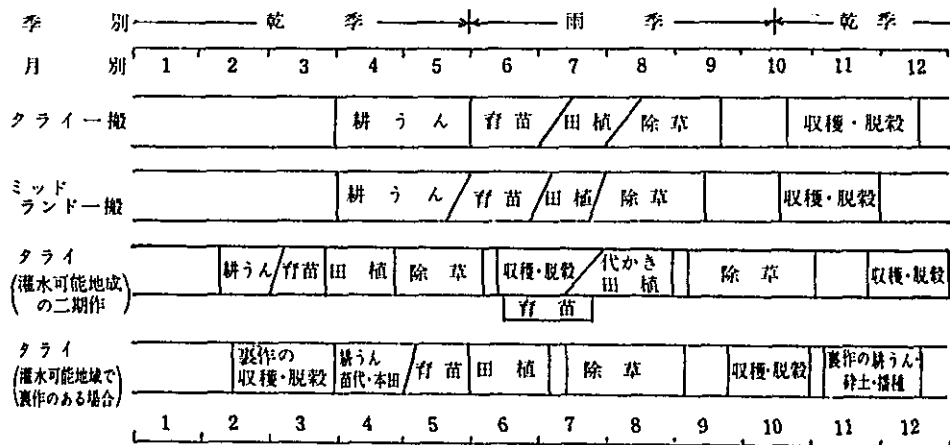 季 別 乾 季 雨 季 乾 季
月 別 1 2 3 4 5 6 7 8 9 10 11 12
タライ一搬 耕うん 育苗 田植 除草 収穫・脱穀
ミッド
ランド一搬 耕うん 育苗 田植 除草 収穫・脱穀
タライ
(灌水可能地成)
の二期作 耕うん 育苗 田植 除草 収穫・脱穀 代かき
田植 除草 収穫・脱穀
育苗
タライ
(灌水可能地域で)
裏作のある場合 裏作の
収穫・脱穀 耕うん
苗代・本田 育苗 田植 除草 収穫・脱穀 裏作の耕うん・
砕土・播種
1 2 3 4 5 6 7 8 9 10 11 12